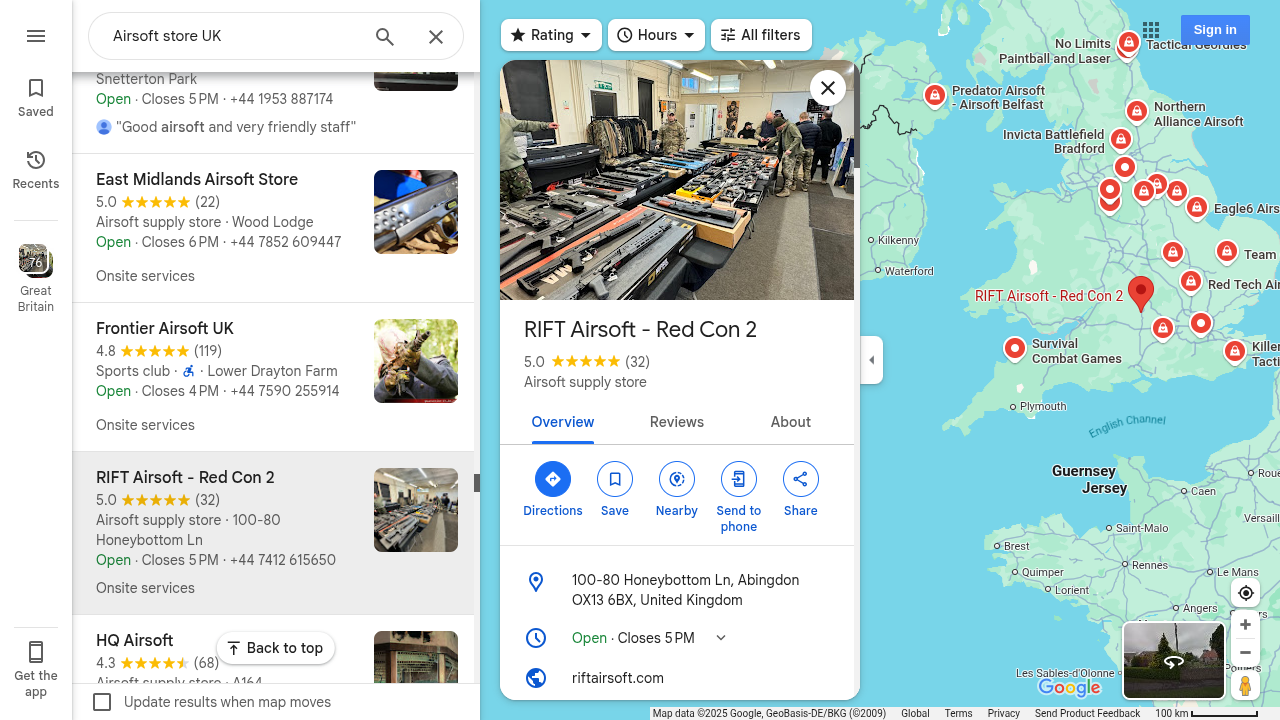 Airsoft store UK
Saved
Recents
76
Great
Britain
Get the
app
Snetterton Park
Open · Closes 5 PM · +44 1953 887174
"Good airsoft and very friendly staff"
East Midlands Airsoft Store
5.0 (22)
Airsoft supply store · Wood Lodge
Open · Closes 6 PM · +44 7852 609447
Onsite services
Frontier Airsoft UK
4.8 (119)
Sports club · · Lower Drayton Farm
Open · Closes 4 PM · +44 7590 255914
Onsite services
RIFT Airsoft - Red Con 2
5.0 (32)
Airsoft supply store · 100-80
Honeybottom Ln
Open · Closes 5 PM · +44 7412 615650
Onsite services
HQ Airsoft
4.3 (68)
Airsoft supply store · A164
Back to top
Update results when map moves
Rating
Hours
All filters
RIFT Airsoft - Red Con 2
5.0 (32)
Airsoft supply store
Overview
Reviews
About
Directions
Save
Nearby
Send to
phone
Share
100-80 Honeybottom Ln, Abingdon
OX13 6BX, United Kingdom
Open · Closes 5 PM
riftairsoft.com
Sign in
No Limits
Paintball and Laser
Tactical Geordies
Predator Airsoft
- Airsoft Belfast
Northern
Alliance Airsoft
Invicta Battlefield
Bradford
Eagle6 Airs
Kilkenny
Waterford
Team
Red Tech Air
RIFT Airsoft - Red Con 2
Survival
Combat Games
Killer
Tacti
Plymouth
English Channel
Guernsey
Jersey
Roue
Caen
Versaill
Saint-Malo
Brest
Rennes
Quimper
Le Mans
Lorient
Angers
Les Sables-d'Olonne
Poitiers
Google
Map data ©2025 Google, GeoBasis-DE/BKG (©2009)
Global
Terms
Privacy
Send Product Feedback
100 km